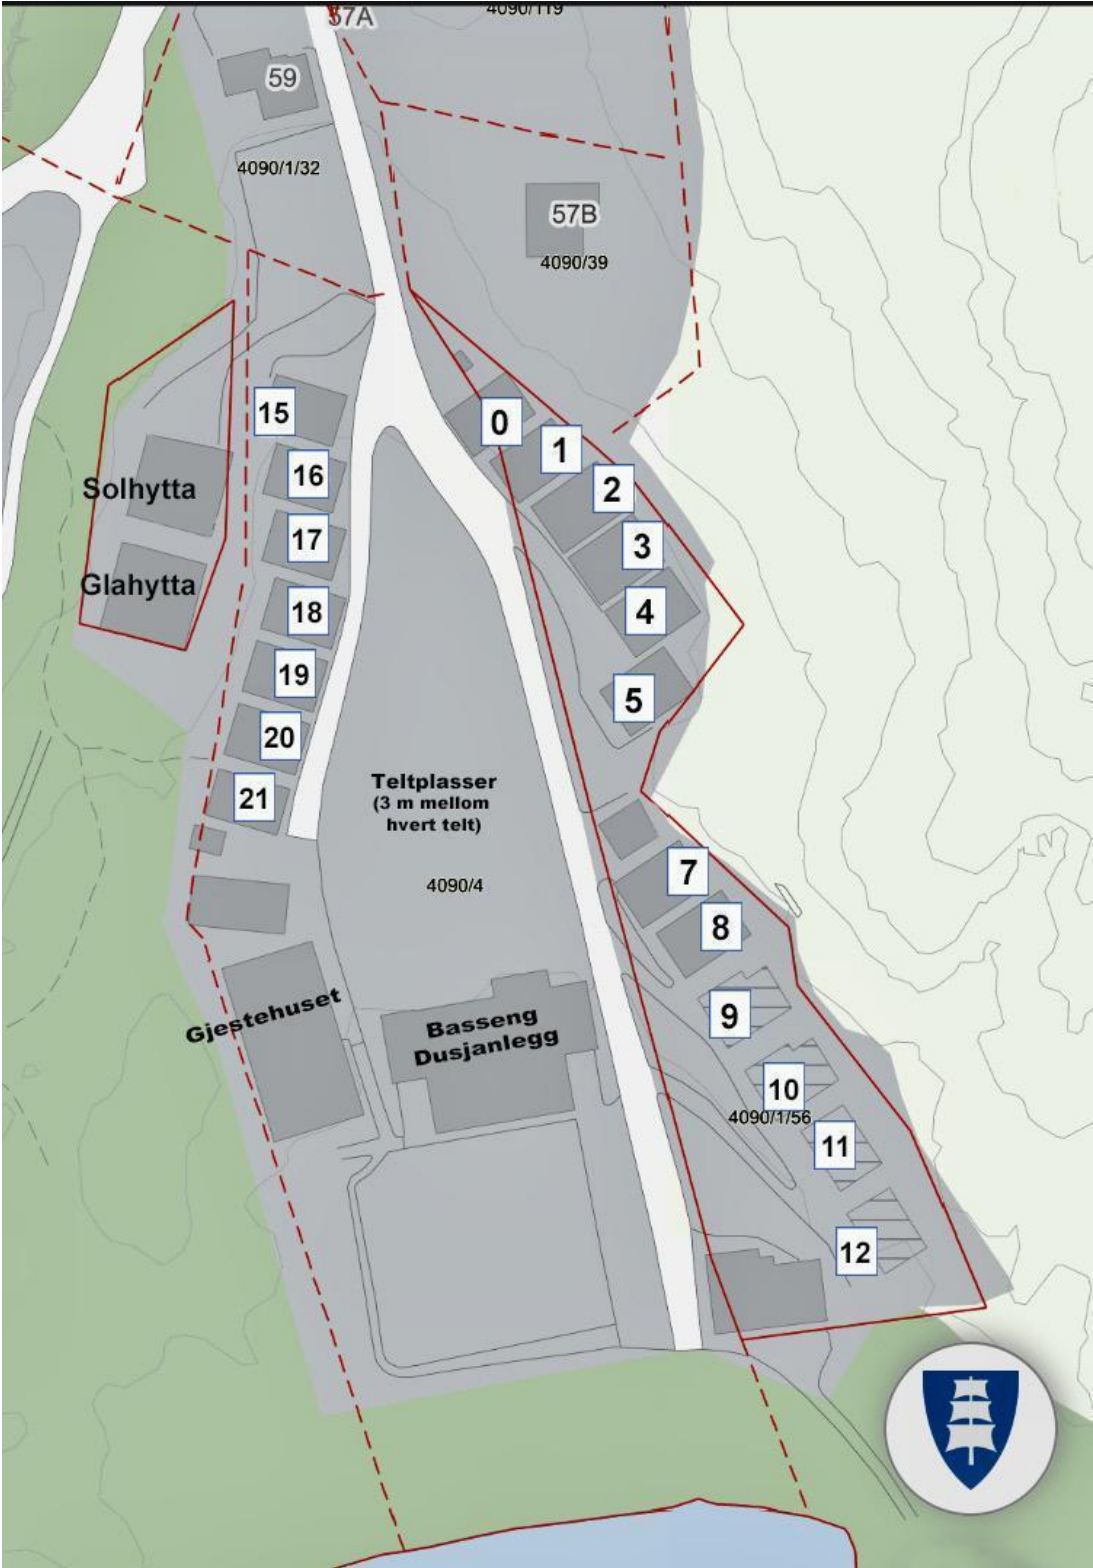 57A
4090/119
59
4090/1/32
57B
4090/39
15
0
1
16
2
Solhytta
17
3
Glahytta
18
4
19
5
20
Teltplasser
(3 m mellom
hvert telt)
21
7
4090/4
8
Gjestehuset
9
Basseng
Dusjanlegg
10
4090/1/56
11
12